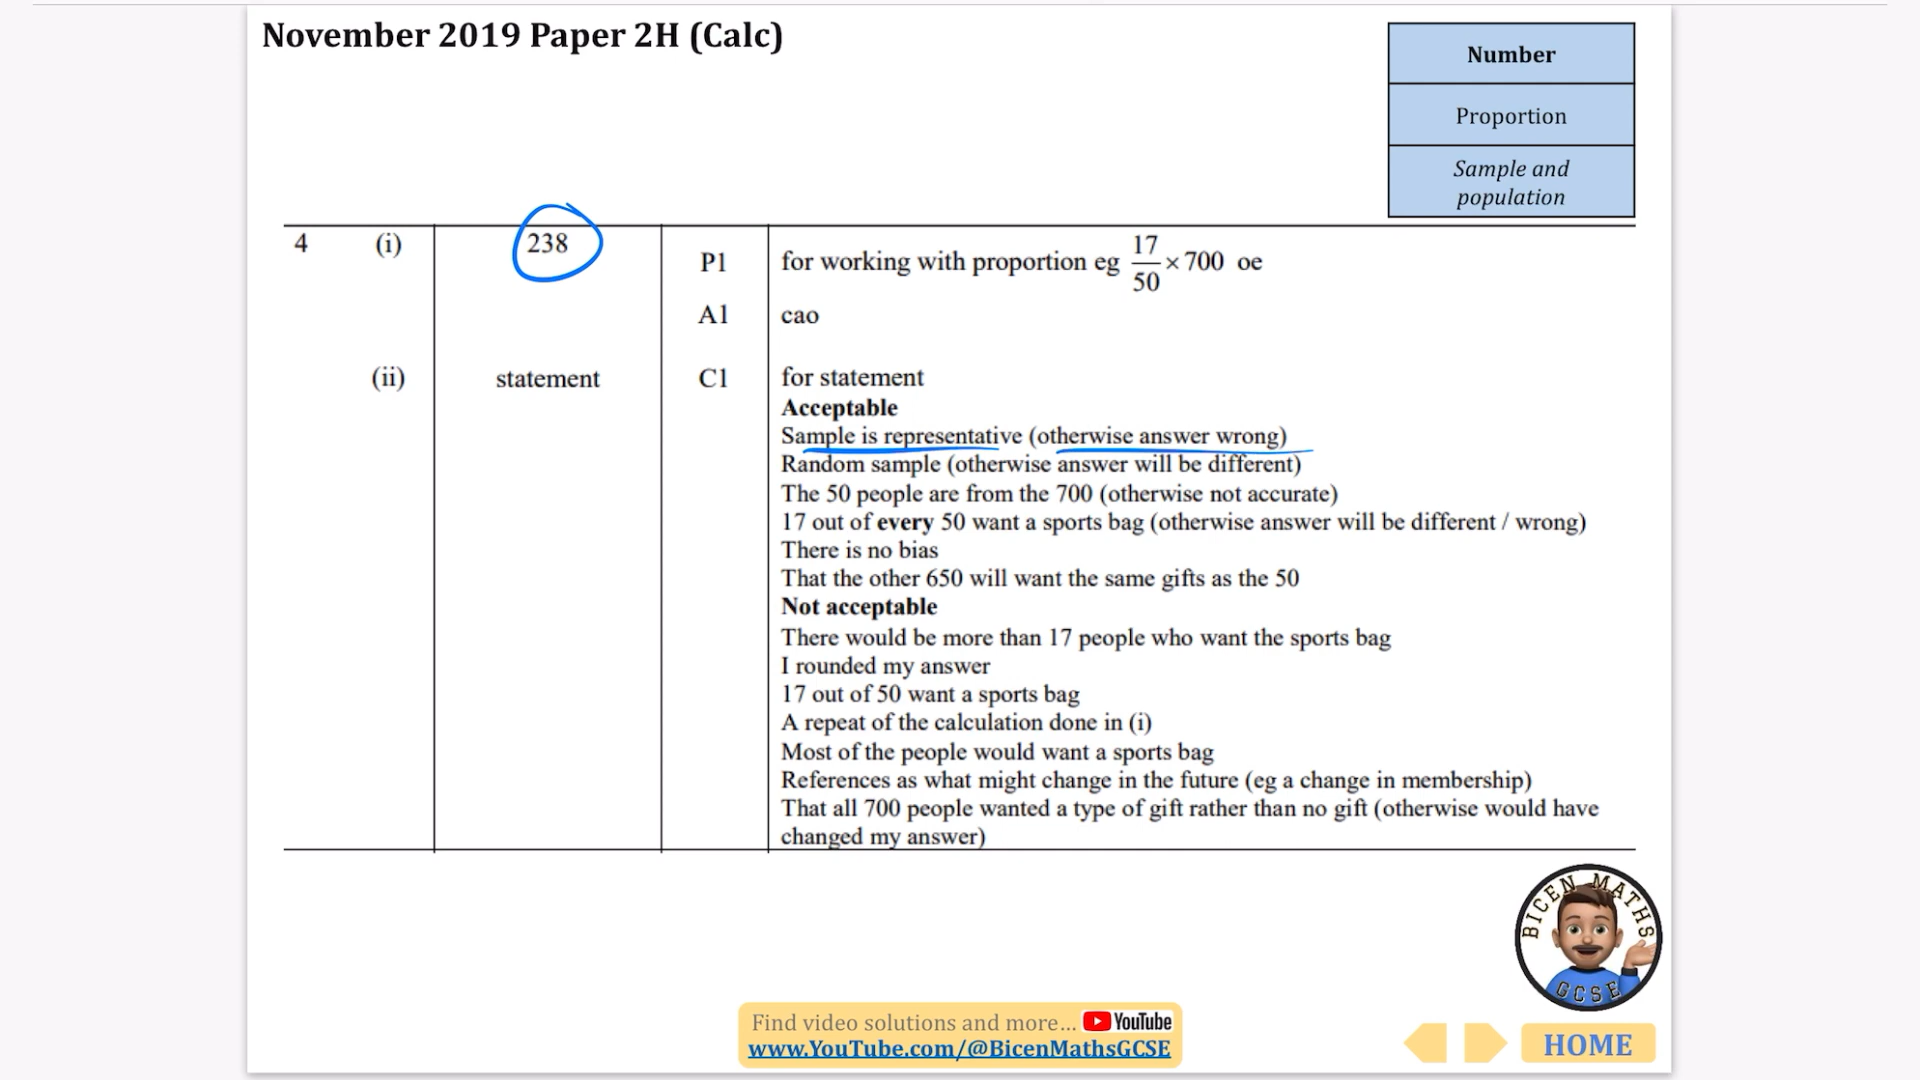 November 2019 Paper 2H (Calc)
Number
Proportion
Sample and
population
4 (i) 238 P1 for working with proportion eg 17/50 × 700 oe
A1 cao
(ii) statement C1 for statement
Acceptable
Sample is representative (otherwise answer wrong)
Random sample (otherwise answer will be different)
The 50 people are from the 700 (otherwise not accurate)
17 out of every 50 want a sports bag (otherwise answer will be different / wrong)
There is no bias
That the other 650 will want the same gifts as the 50
Not acceptable
There would be more than 17 people who want the sports bag
I rounded my answer
17 out of 50 want a sports bag
A repeat of the calculation done in (i)
Most of the people would want a sports bag
References as what might change in the future (eg a change in membership)
That all 700 people wanted a type of gift rather than no gift (otherwise would have
changed my answer)
BICEN MATHS
GCSE
Find video solutions and more... YouTube
www.YouTube.com/@BicenMathsGCSE
HOME